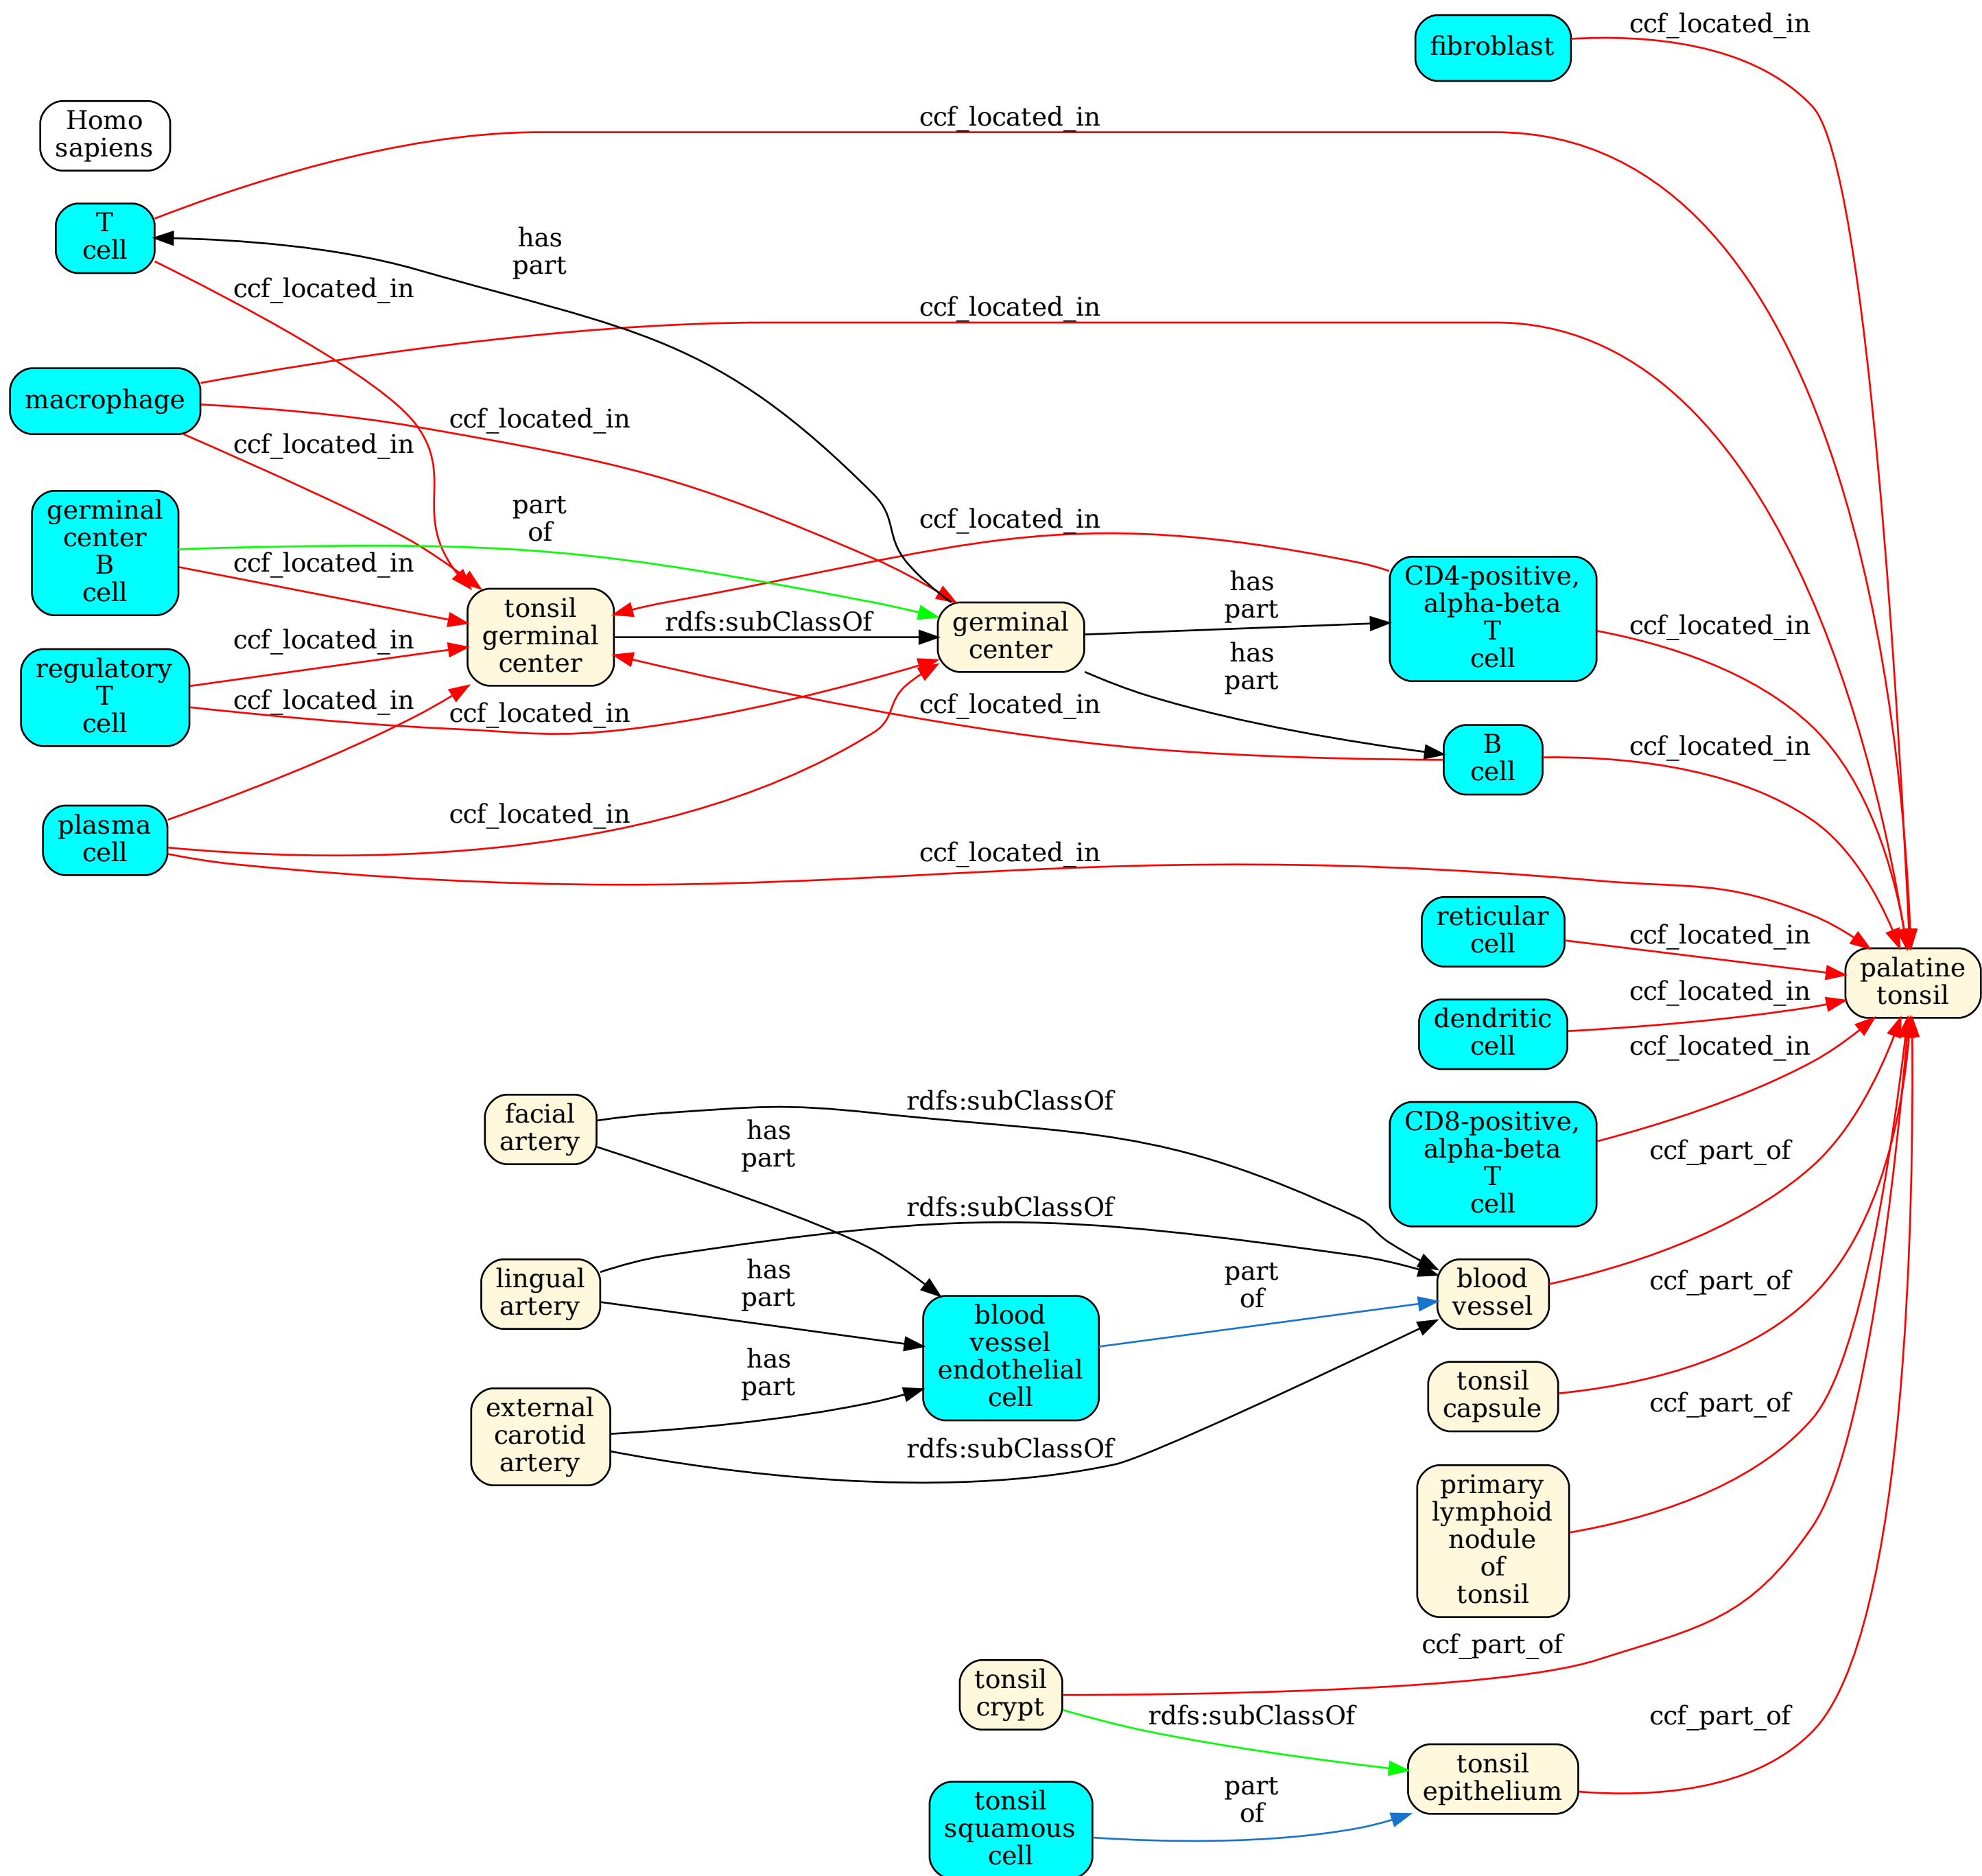 fibroblast
ccf_located_in
Homo
sapiens
ccf_located_in
T
cell
has
part
ccf_located_in
ccf_located_in
macrophage
ccf_located_in
ccf_located_in
germinal
center
B
cell
part
of
ccf_located_in
ccf_located_in
CD4-positive,
alpha-beta
T
cell
has
part
ccf_located_in
tonsil
germinal
center
rdfs:subClassOf
germinal
center
ccf_located_in
regulatory
T
cell
has
part
ccf_located_in
ccf_located_in
ccf_located_in
B
cell
ccf_located_in
plasma
cell
ccf_located_in
ccf_located_in
reticular
cell
ccf_located_in
palatine
tonsil
dendritic
cell
ccf_located_in
ccf_located_in
facial
artery
has
part
rdfs:subClassOf
CD8-positive,
alpha-beta
T
cell
ccf_part_of
lingual
artery
has
part
rdfs:subClassOf
part
of
blood
vessel
ccf_part_of
blood
vessel
endothelial
cell
has
part
external
carotid
artery
rdfs:subClassOf
tonsil
capsule
ccf_part_of
primary
lymphoid
nodule
of
tonsil
ccf_part_of
tonsil
crypt
rdfs:subClassOf
ccf_part_of
tonsil
epithelium
part
of
tonsil
squamous
cell